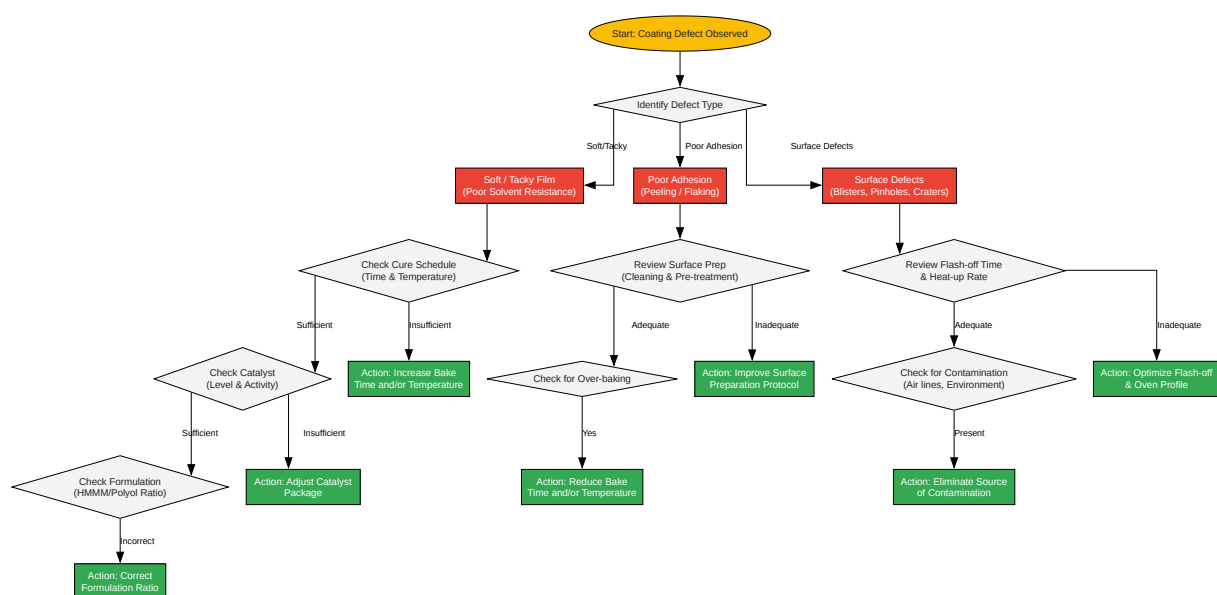 Start: Coating Defect Observed
Identify Defect Type
Soft/Tacky
Poor Adhesion
Surface Defects
Soft / Tacky Film
(Poor Solvent Resistance)
Poor Adhesion
(Peeling / Flaking)
Surface Defects
(Blisters, Pinholes, Craters)
Check Cure Schedule
(Time & Temperature)
Review Surface Prep
(Cleaning & Pre-treatment)
Review Flash-off Time
& Heat-up Rate
Sufficient
Insufficient
Adequate
Inadequate
Adequate
Inadequate
Check Catalyst
(Level & Activity)
Action: Increase Bake
Time and/or Temperature
Check for Over-baking
Action: Improve Surface
Preparation Protocol
Check for Contamination
(Air lines, Environment)
Action: Optimize Flash-off
& Oven Profile
Sufficient
Insufficient
Yes
Present
Check Formulation
(HMMM/Polyol Ratio)
Action: Adjust Catalyst
Package
Action: Reduce Bake
Time and/or Temperature
Action: Eliminate Source
of Contamination
Incorrect
Action: Correct
Formulation Ratio